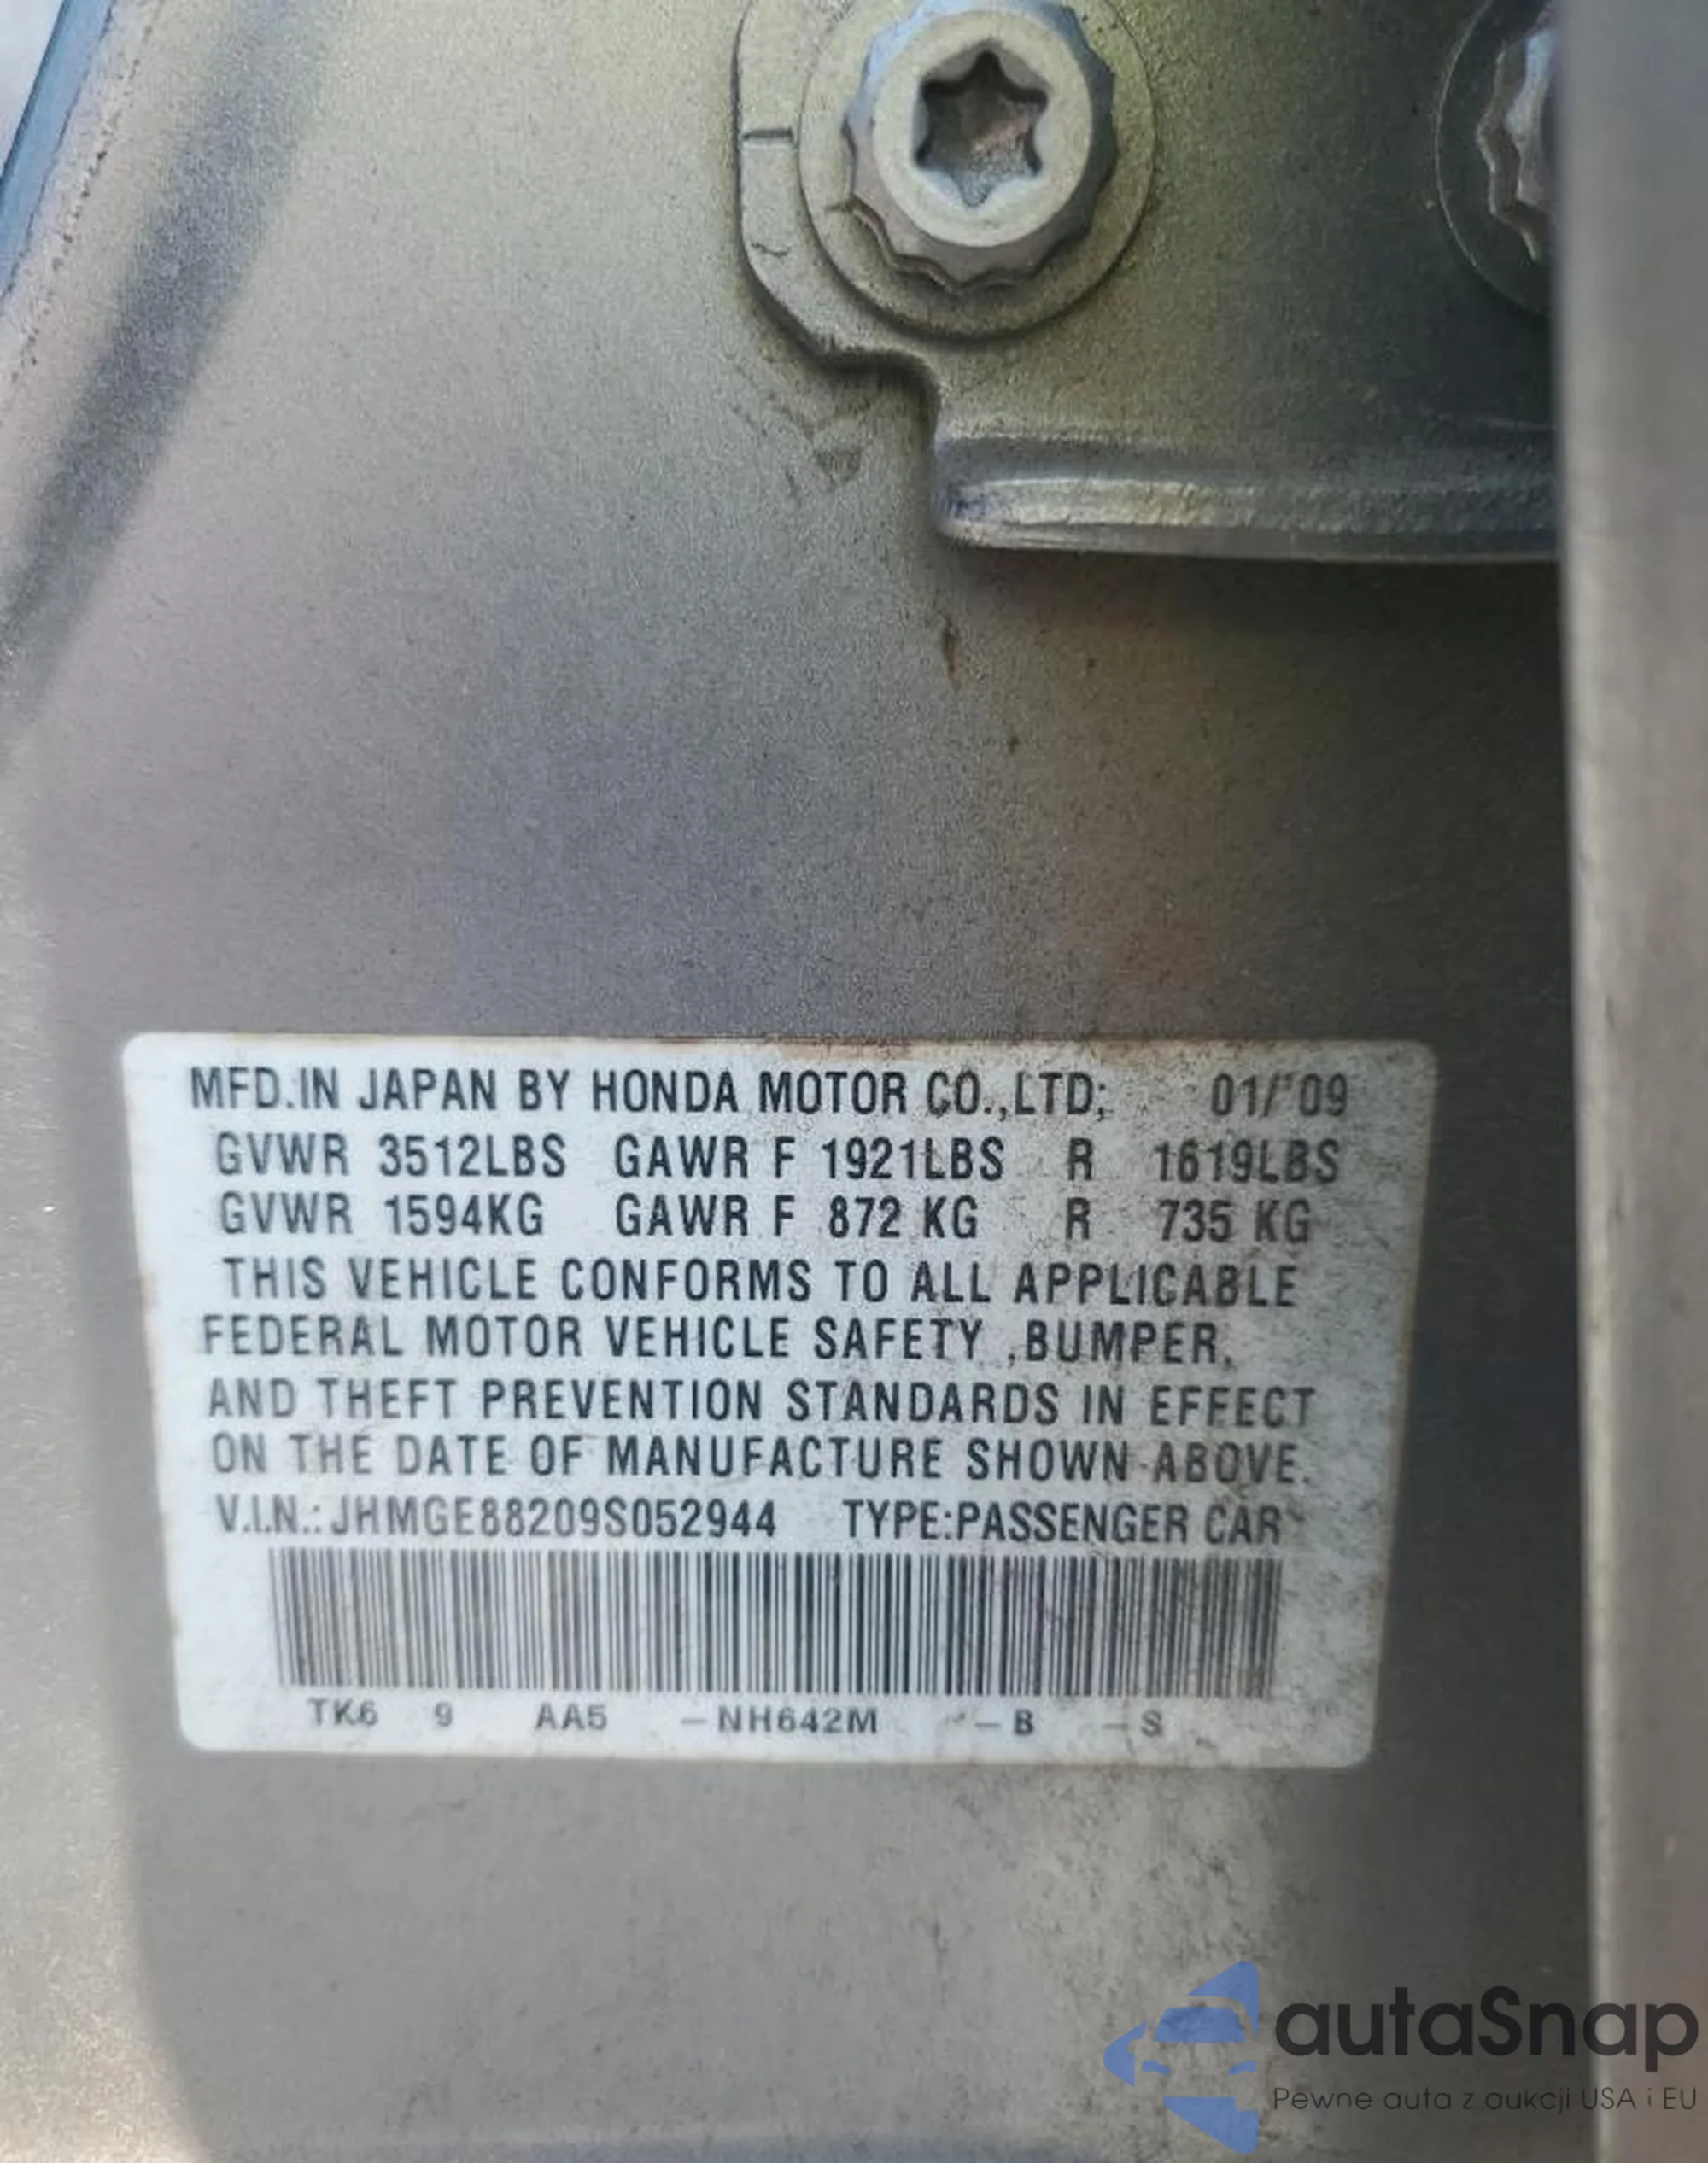 MFD.IN JAPAN BY HONDA MOTOR CO.,LTD; 01/'09
GVWR 3512LBS GAWR F 1921LBS R 1619LBS
GVWR 1594KG GAWR F 872 KG R 735 KG
THIS VEHICLE CONFORMS TO ALL APPLICABLE
FEDERAL MOTOR VEHICLE SAFETY ,BUMPER,
AND THEFT PREVENTION STANDARDS IN EFFECT
ON THE DATE OF MANUFACTURE SHOWN ABOVE.
V.I.N.: JHMGE88209S052944 TYPE:PASSENGER CAR
TK6 9 AA5 -NH642M -B -S
autaSnap
Pewne auta z aukcji USA i EU